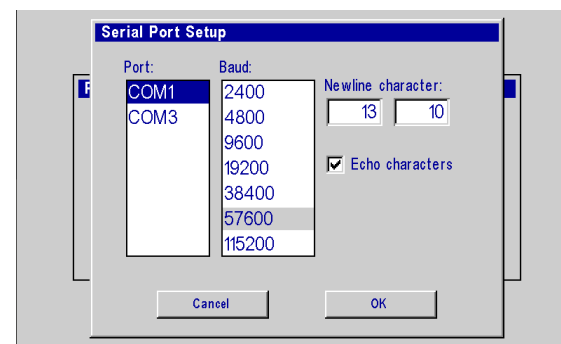 Serial Port Setup
Port:
Baud:
COM1
COM3
2400
4800
9600
19200
38400
57600
115200
Newline character:
13
10
Echo characters
Cancel
OK